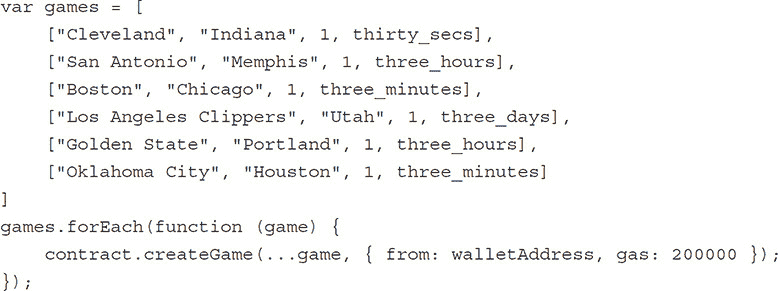 var games = [
    ["Cleveland", "Indiana", 1, thirty_secs],
    ["San Antonio", "Memphis", 1, three_hours],
    ["Boston", "Chicago", 1, three_minutes],
    ["Los Angeles Clippers", "Utah", 1, three_days],
    ["Golden State", "Portland", 1, three_hours],
    ["Oklahoma City", "Houston", 1, three_minutes]
]
games.forEach(function (game) {
    contract.createGame(...game, { from: walletAddress, gas: 200000 });
});